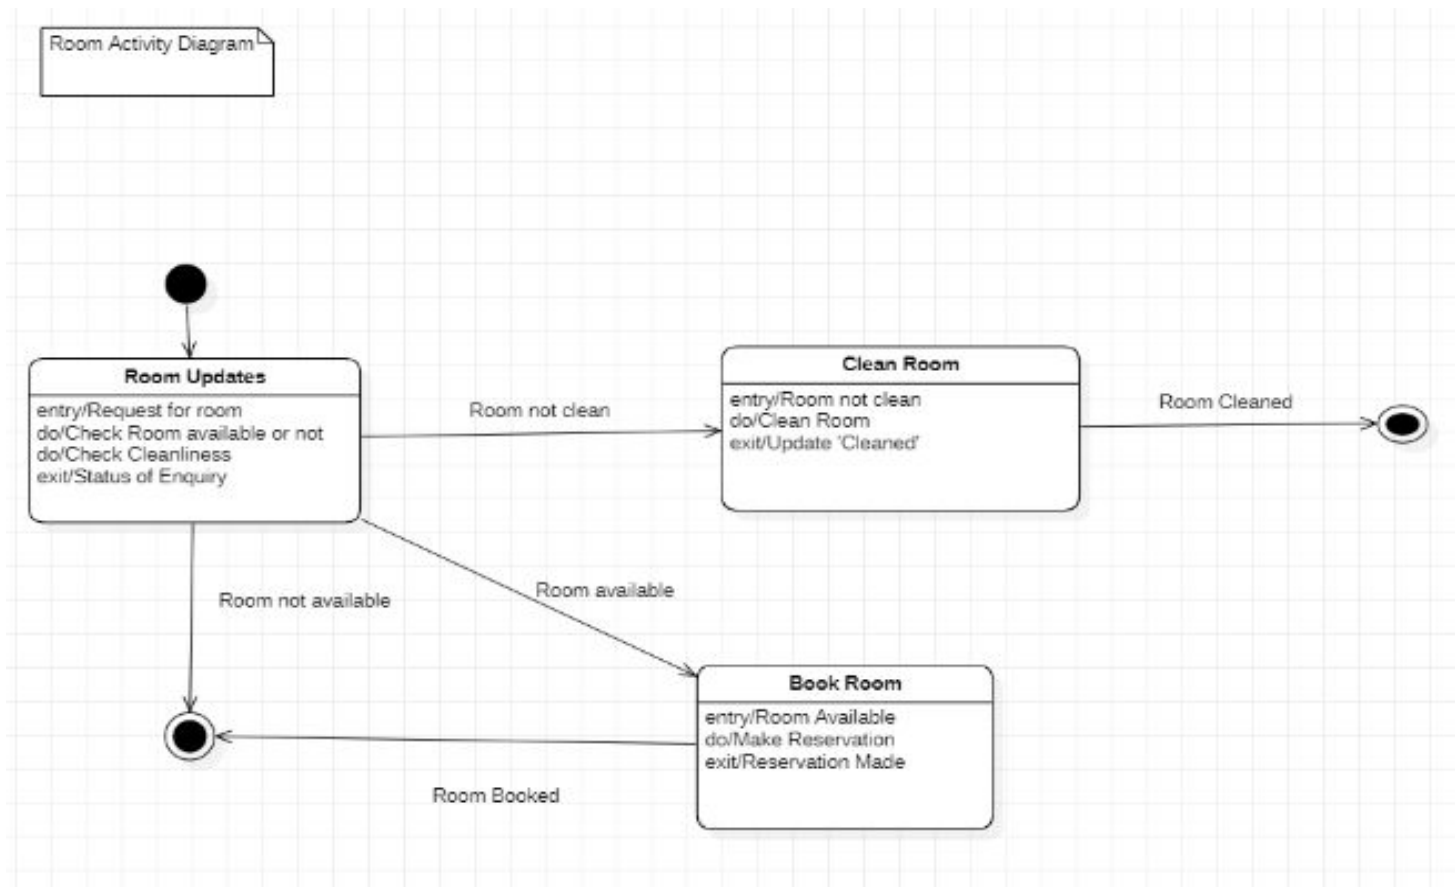 Room Activity Diagram
Room Updates
entry/Request for room
do/Check Room available or not
do/Check Cleanliness
exit/Status of Enquiry
Room not clean
Clean Room
entry/Room not clean
do/Clean Room
exit/Update 'Cleaned'
Room Cleaned
Room not available
Room available
Book Room
entry/Room Available
do/Make Reservation
exit/Reservation Made
Room Booked